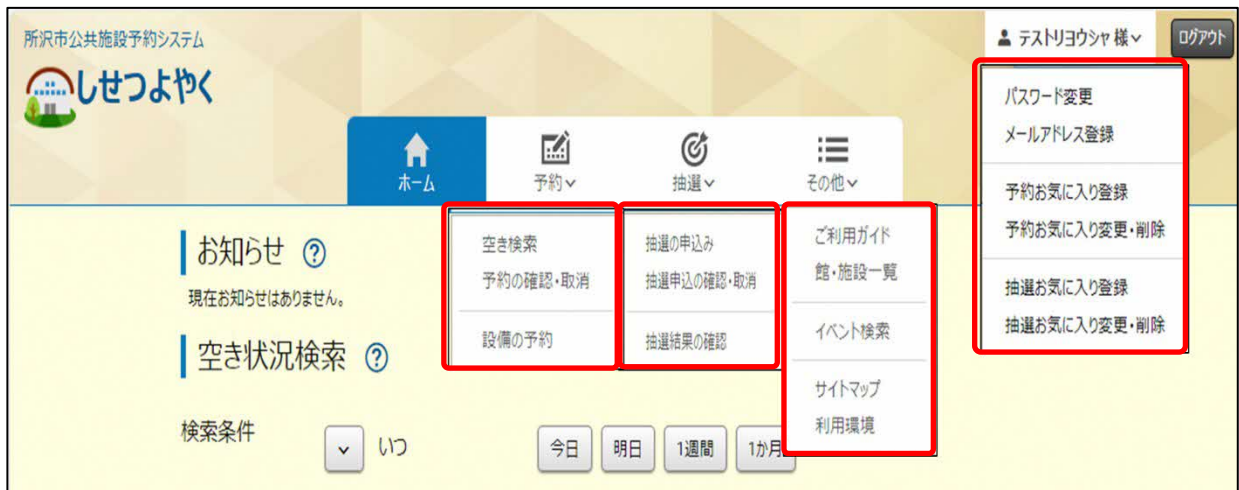 所沢市公共施設予約システム
しせつよやく
テストリヨウシャ 様
ログアウト
パスワード変更
メールアドレス登録
予約お気に入り登録
予約お気に入り変更・削除
抽選お気に入り登録
抽選お気に入り変更・削除
ホーム
予約
抽選
その他
空き検索
予約の確認・取消
設備の予約
抽選の申込み
抽選申込の確認・取消
抽選結果の確認
ご利用ガイド
館・施設一覧
イベント検索
サイトマップ
利用環境
お知らせ ?
現在お知らせはありません。
空き状況検索 ?
検索条件
いつ
今日
明日
1週間
1か月